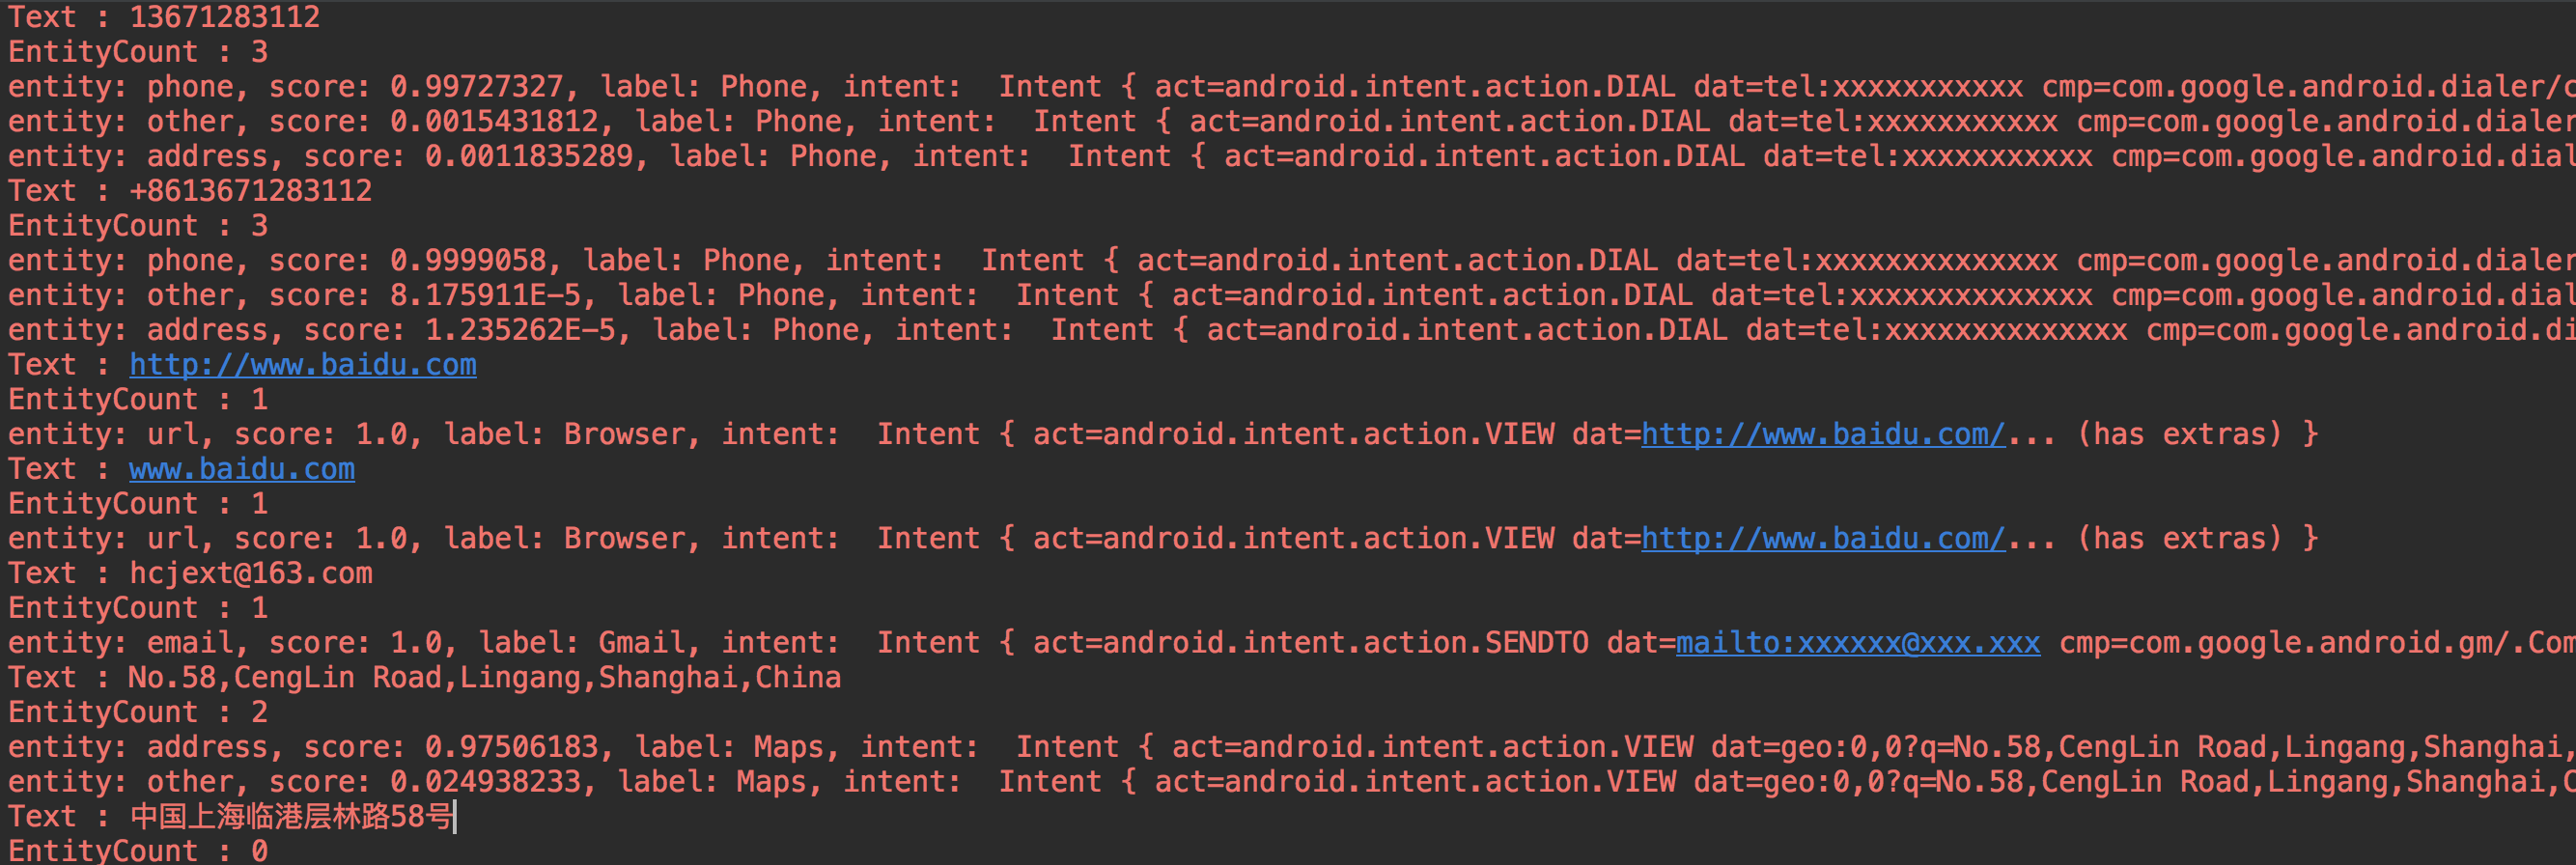 Text : 13671283112
EntityCount : 3
entity: phone, score: 0.99727327, label: Phone, intent:  Intent { act=android.intent.action.DIAL dat=tel:xxxxxxxxxxx cmp=com.google.android.dialer/c
entity: other, score: 0.0015431812, label: Phone, intent:  Intent { act=android.intent.action.DIAL dat=tel:xxxxxxxxxxx cmp=com.google.android.dialer
entity: address, score: 0.0011835289, label: Phone, intent:  Intent { act=android.intent.action.DIAL dat=tel:xxxxxxxxxxx cmp=com.google.android.dial
Text : +8613671283112
EntityCount : 3
entity: phone, score: 0.9999058, label: Phone, intent:  Intent { act=android.intent.action.DIAL dat=tel:xxxxxxxxxxxxxx cmp=com.google.android.dialer
entity: other, score: 8.175911E-5, label: Phone, intent:  Intent { act=android.intent.action.DIAL dat=tel:xxxxxxxxxxxxxx cmp=com.google.android.dial
entity: address, score: 1.235262E-5, label: Phone, intent:  Intent { act=android.intent.action.DIAL dat=tel:xxxxxxxxxxxxxx cmp=com.google.android.di
Text : http://www.baidu.com
EntityCount : 1
entity: url, score: 1.0, label: Browser, intent:  Intent { act=android.intent.action.VIEW dat=http://www.baidu.com/... (has extras) }
Text : www.baidu.com
EntityCount : 1
entity: url, score: 1.0, label: Browser, intent:  Intent { act=android.intent.action.VIEW dat=http://www.baidu.com/... (has extras) }
Text : hcjext@163.com
EntityCount : 1
entity: email, score: 1.0, label: Gmail, intent:  Intent { act=android.intent.action.SENDTO dat=mailto:xxxxxx@xxx.xxx cmp=com.google.android.gm/.Com
Text : No.58,CengLin Road,Lingang,Shanghai,China
EntityCount : 2
entity: address, score: 0.97506183, label: Maps, intent:  Intent { act=android.intent.action.VIEW dat=geo:0,0?q=No.58,CengLin Road,Lingang,Shanghai,
entity: other, score: 0.024938233, label: Maps, intent:  Intent { act=android.intent.action.VIEW dat=geo:0,0?q=No.58,CengLin Road,Lingang,Shanghai,C
Text : 中国上海临港层林路58号
EntityCount : 0